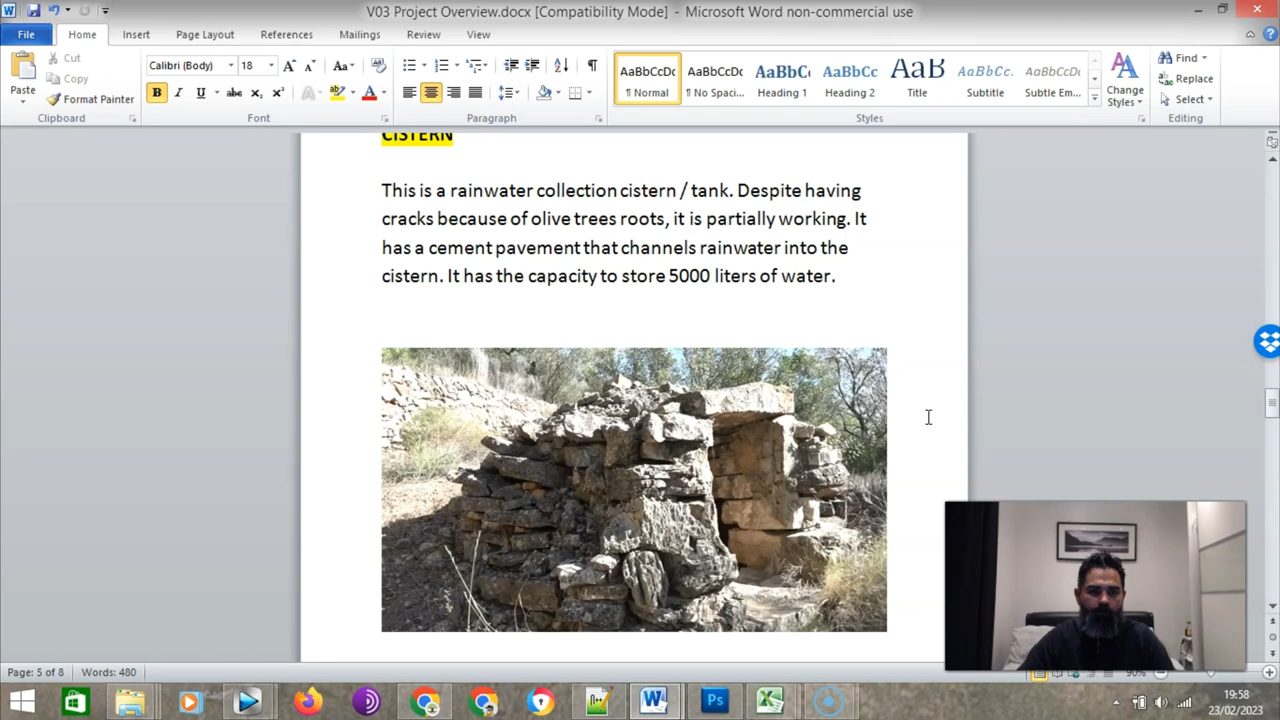 V03 Project Overview.docx [Compatibility Mode] - Microsoft Word non-commercial use
File Home Insert Page Layout References Mailings Review View
Paste
Cut
Copy
Format Painter
Clipboard
Calibri (Body) 18
Font
Paragraph
AaBbCcDc AaBbCcDc AaBbC AaBbCc AaB AaBbCc. AaBbCcDc
¶ Normal ¶ No Spaci... Heading 1 Heading 2 Title Subtitle Subtle Em...
Styles
Change Styles
Find
Replace
Select
Editing
CISTERN
This is a rainwater collection cistern / tank. Despite having
cracks because of olive trees roots, it is partially working. It
has a cement pavement that channels rainwater into the
cistern. It has the capacity to store 5000 liters of water.
Page: 5 of 8 Words: 480
90%
19:58
23/02/2023